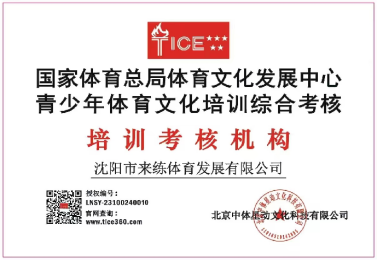 TICE
国家体育总局体育文化发展中心
青少年体育文化培训综合考核
培训考核机构
沈阳市来练体育发展有限公司
授权编号：
LNSY-23100240010
官网查询：
www.tice360.com
北京中体星动文化科技有限公司